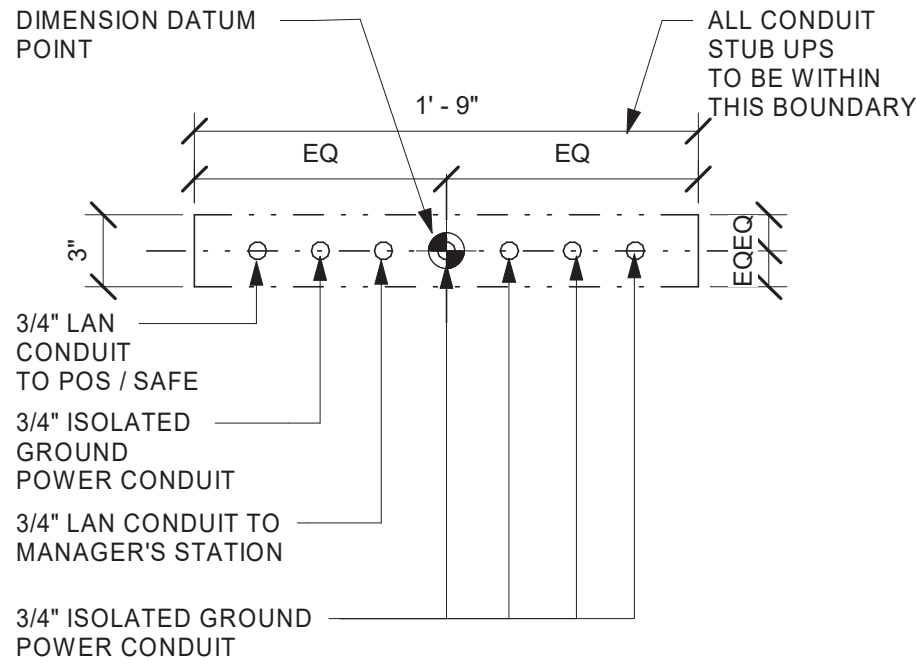 DIMENSION DATUM
POINT
ALL CONDUIT
STUB UPS
TO BE WITHIN
THIS BOUNDARY
1' - 9"
EQ
EQ
3"
EQ
EQ
3/4" LAN
CONDUIT
TO POS / SAFE
3/4" ISOLATED
GROUND
POWER CONDUIT
3/4" LAN CONDUIT TO
MANAGER'S STATION
3/4" ISOLATED GROUND
POWER CONDUIT